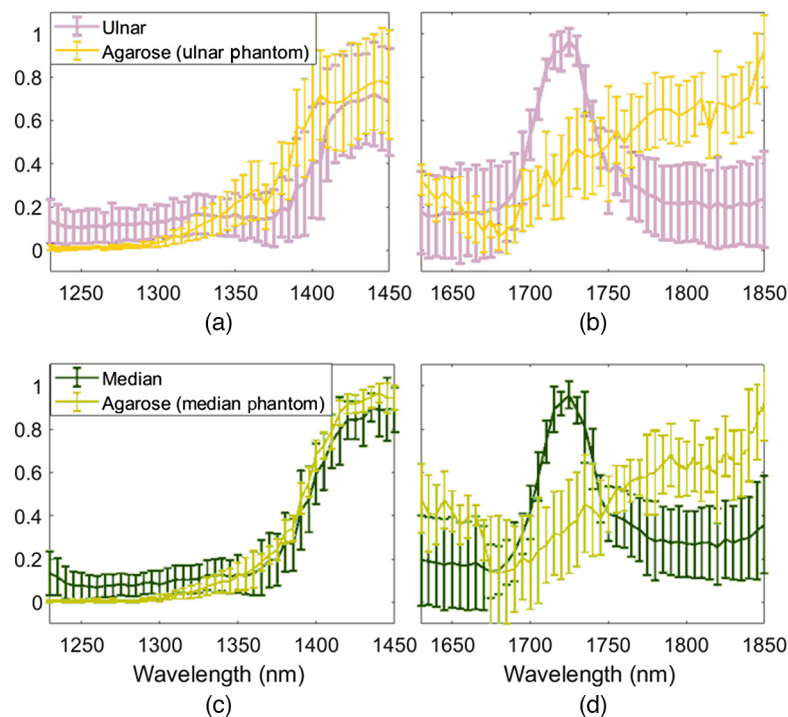 Ulnar
Agarose (ulnar phantom)
1
0.8
0.6
0.4
0.2
0
1250 1300 1350 1400 1450
(a)
1650 1700 1750 1800 1850
(b)
Median
Agarose (median phantom)
1
0.8
0.6
0.4
0.2
0
1250 1300 1350 1400 1450
Wavelength (nm)
(c)
1650 1700 1750 1800 1850
Wavelength (nm)
(d)